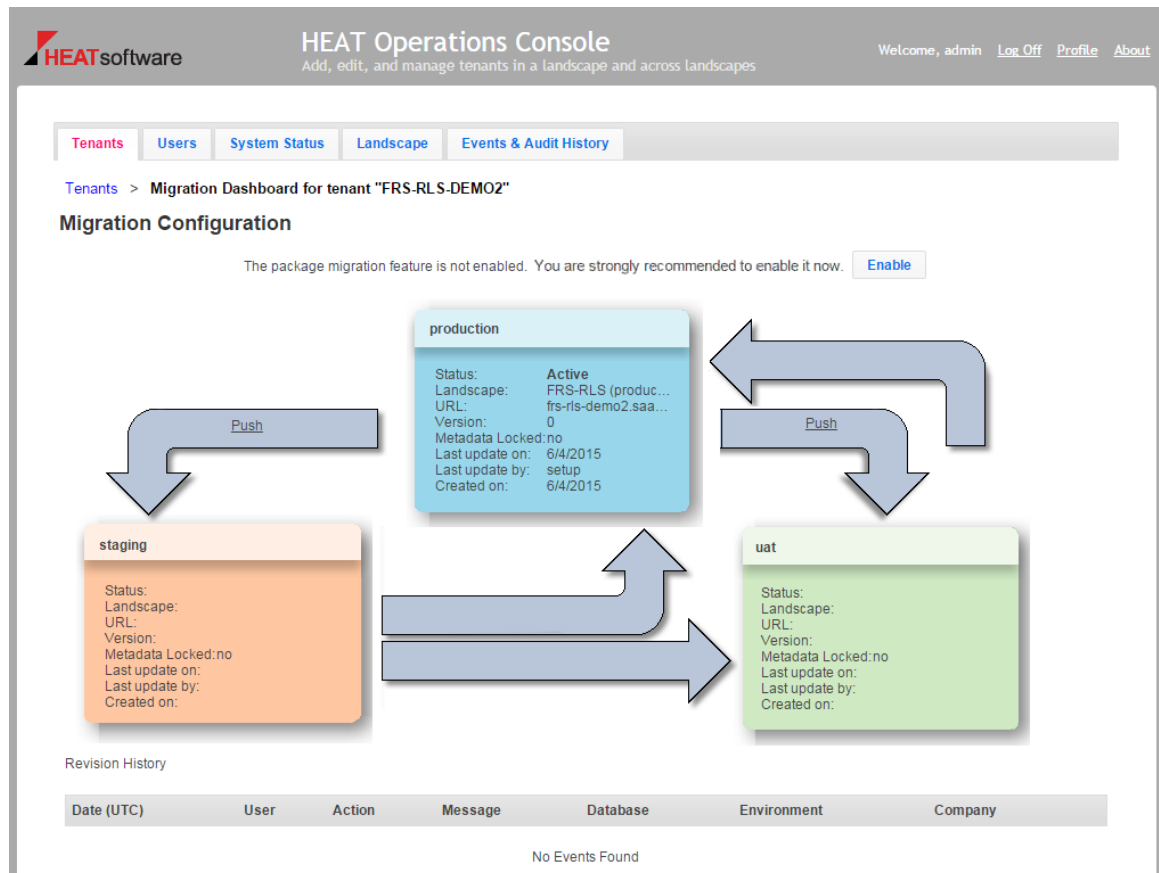 HEATsoftware
HEAT Operations Console
Add, edit, and manage tenants in a landscape and across landscapes
Welcome, admin Log Off Profile About
Tenants Users System Status Landscape Events & Audit History
Tenants > Migration Dashboard for tenant "FRS-RLS-DEMO2"
Migration Configuration
The package migration feature is not enabled. You are strongly recommended to enable it now. Enable
production
Status: Active
Landscape: FRS-RLS (produc...
URL: frs-rls-demo2.saa...
Version: 0
Metadata Locked:no
Last update on: 6/4/2015
Last update by: setup
Created on: 6/4/2015
Push
Push
staging
Status:
Landscape:
URL:
Version:
Metadata Locked:no
Last update on:
Last update by:
Created on:
uat
Status:
Landscape:
URL:
Version:
Metadata Locked:no
Last update on:
Last update by:
Created on:
Revision History
Date (UTC) User Action Message Database Environment Company
No Events Found